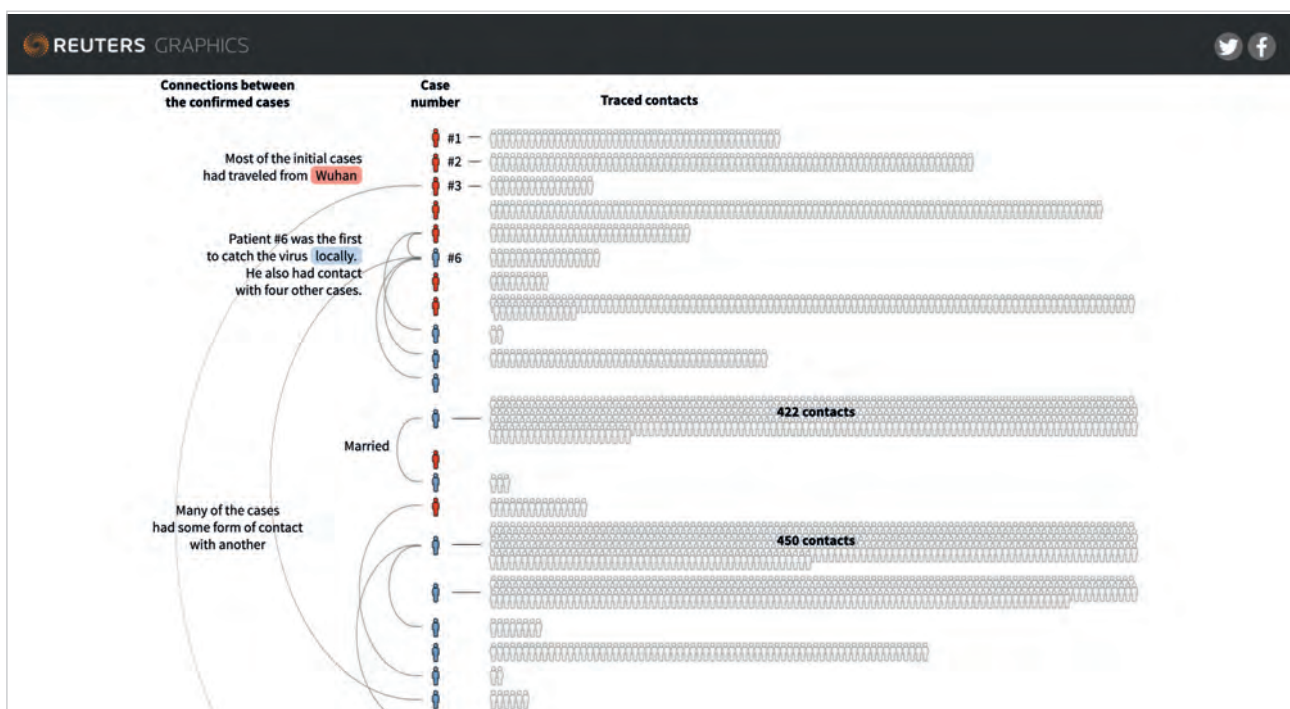 REUTERS GRAPHICS
Connections between
the confirmed cases
Case
number
Traced contacts
#1
Most of the initial cases
had traveled from Wuhan
#2
#3
Patient #6 was the first
to catch the virus locally.
He also had contact
with four other cases.
#6
422 contacts
Married
Many of the cases
had some form of contact
with another
450 contacts